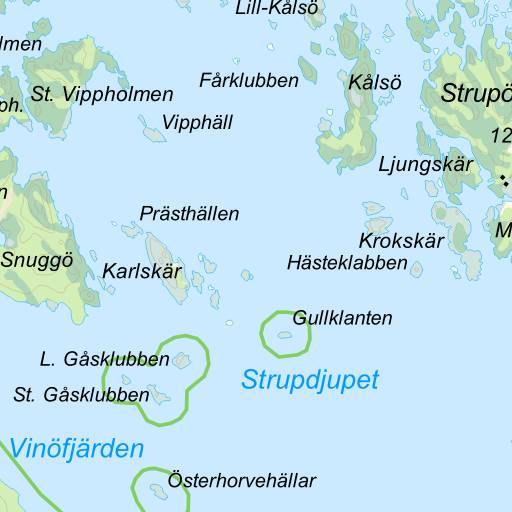 Lill-Kålsö
lmen
Fårklubben
Kålsö
St. Vippholmen
Strupö
ph.
Vipphäll
12
Ljungskär
n
Prästhällen
M
Krokskär
Snuggö
Karlskär
Hästeklabben
Gullklanten
L. Gåsklubben
Strupdjupet
St. Gåsklubben
Vinöfjärden
Österhorvehällar